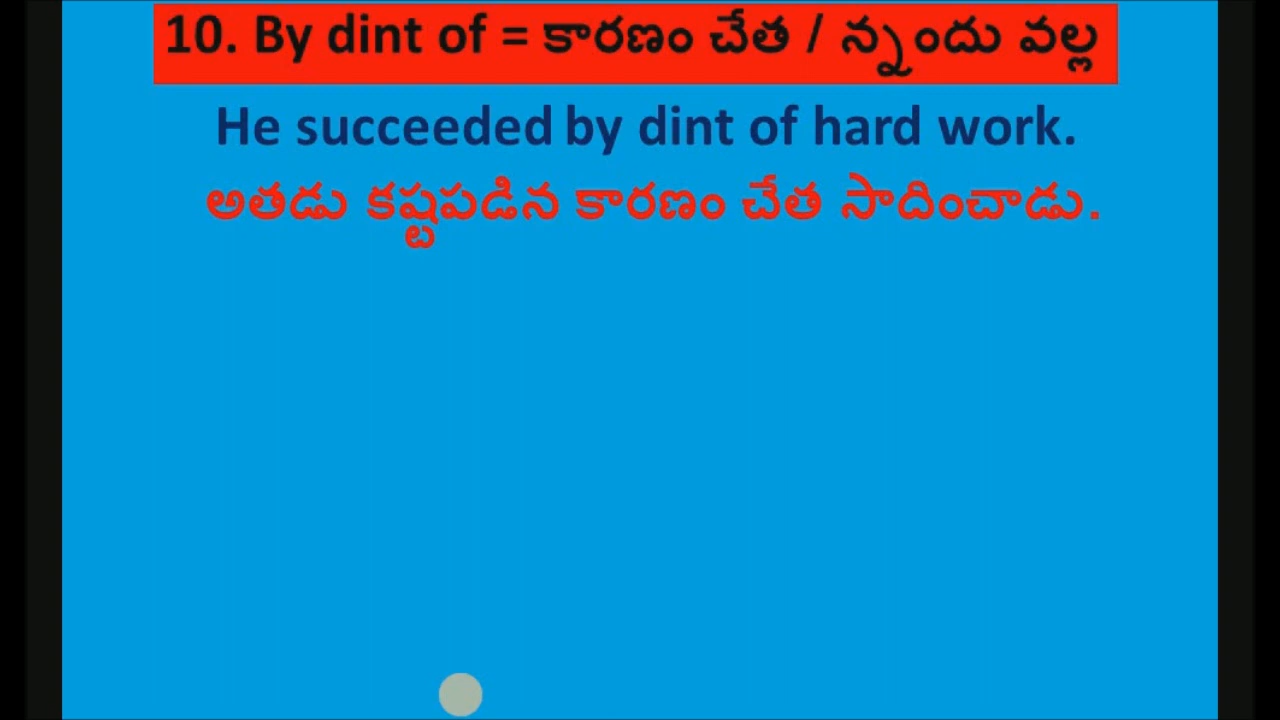 10. By dint of = కారణం చేత / న్నందు వల్ల
He succeeded by dint of hard work.
అతడు కష్టపడిన కారణం చేత సాదించాడు.